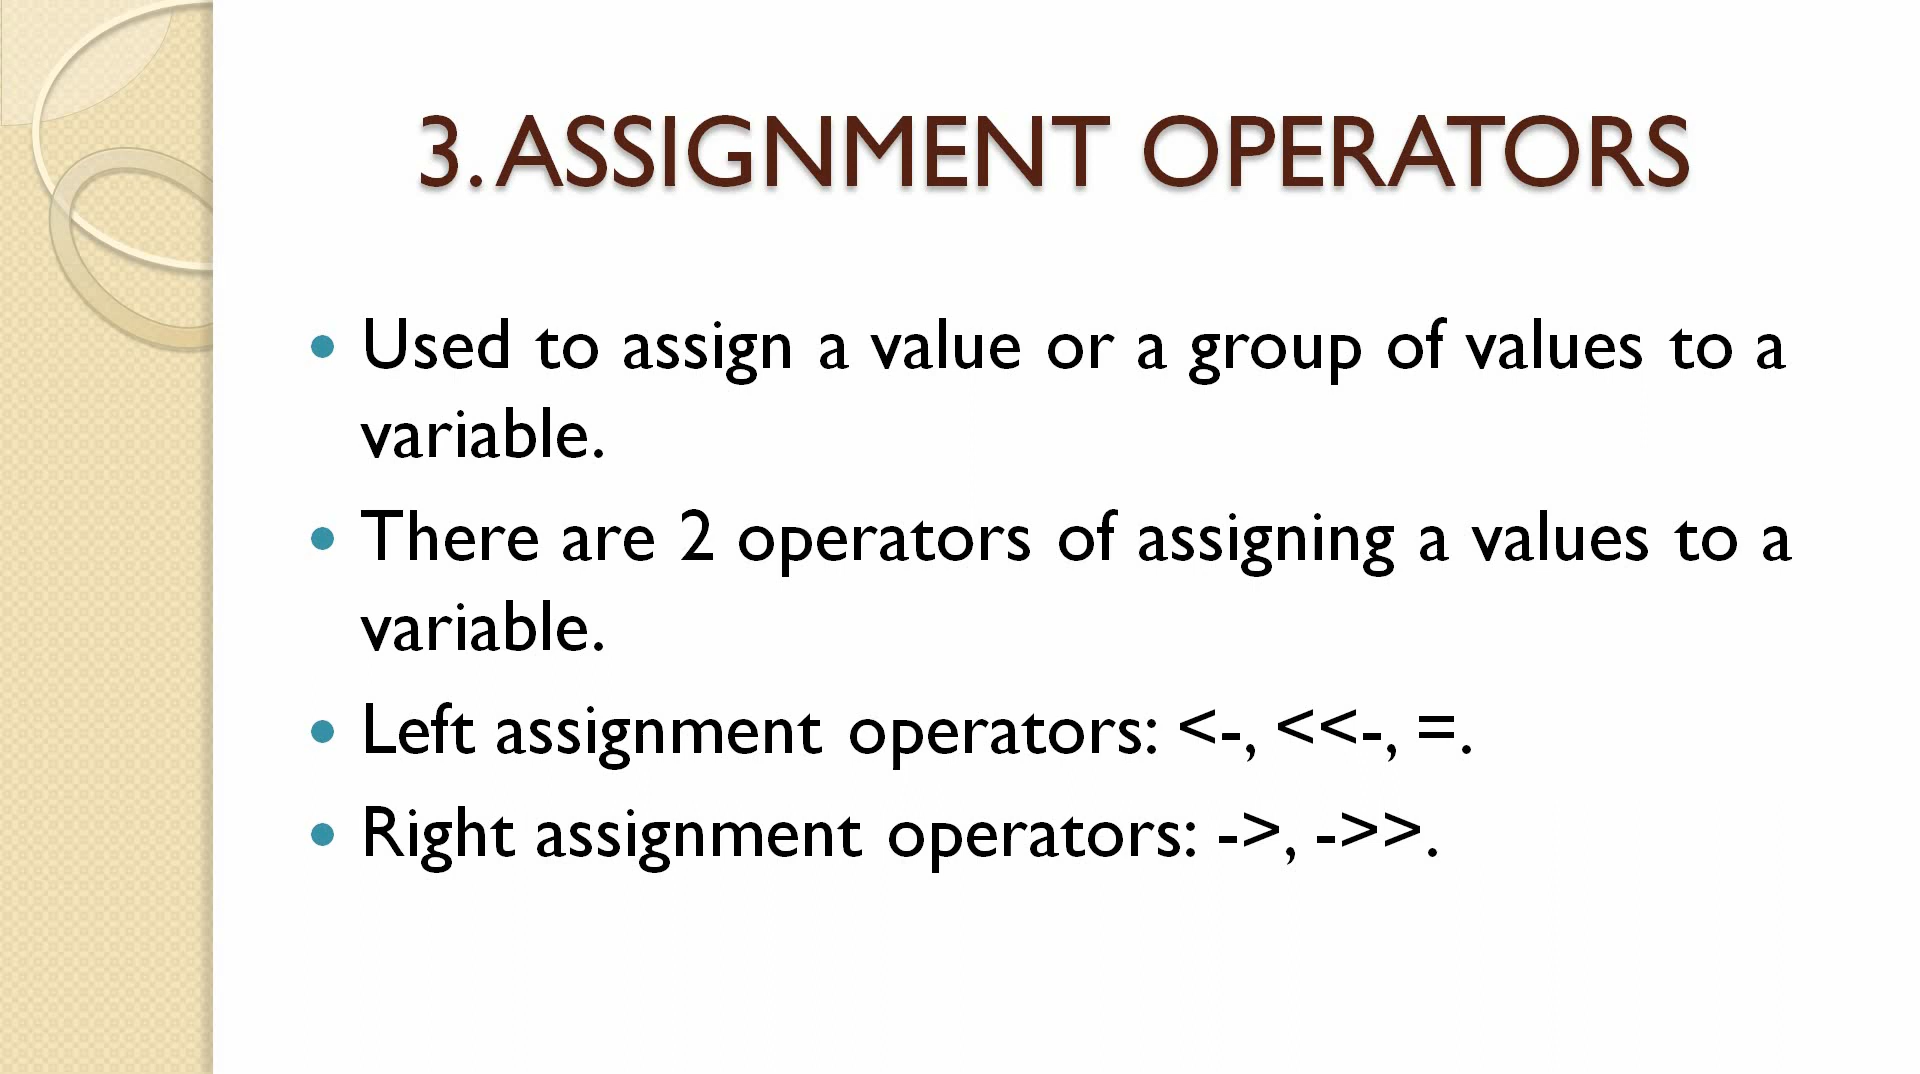 3. ASSIGNMENT OPERATORS
• Used to assign a value or a group of values to a
variable.
• There are 2 operators of assigning a values to a
variable.
• Left assignment operators: <-, <<-, =.
• Right assignment operators: ->, ->>.